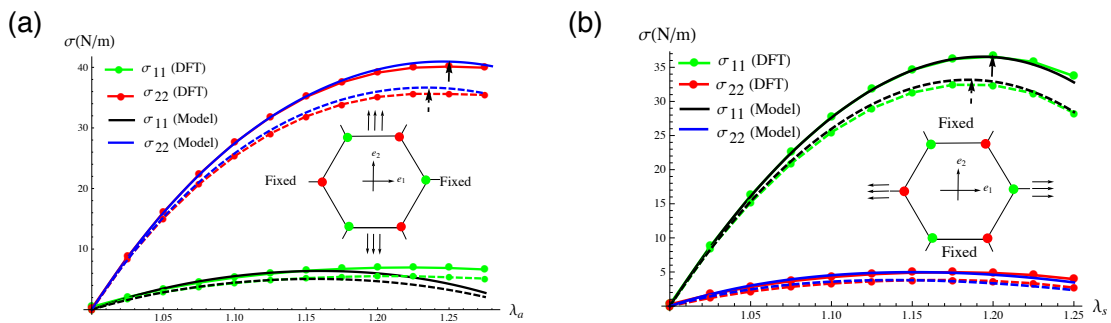 (a)
σ(N/m)
40
30
20
10
0
1.05
1.10
1.15
1.20
1.25
λa
σ11 (DFT)
σ22 (DFT)
σ11 (Model)
σ22 (Model)
Fixed
e2
e1
Fixed
(b)
σ(N/m)
35
30
25
20
15
10
5
0
1.05
1.10
1.15
1.20
1.25
λs
σ11 (DFT)
σ22 (DFT)
σ11 (Model)
σ22 (Model)
Fixed
e2
e1
Fixed